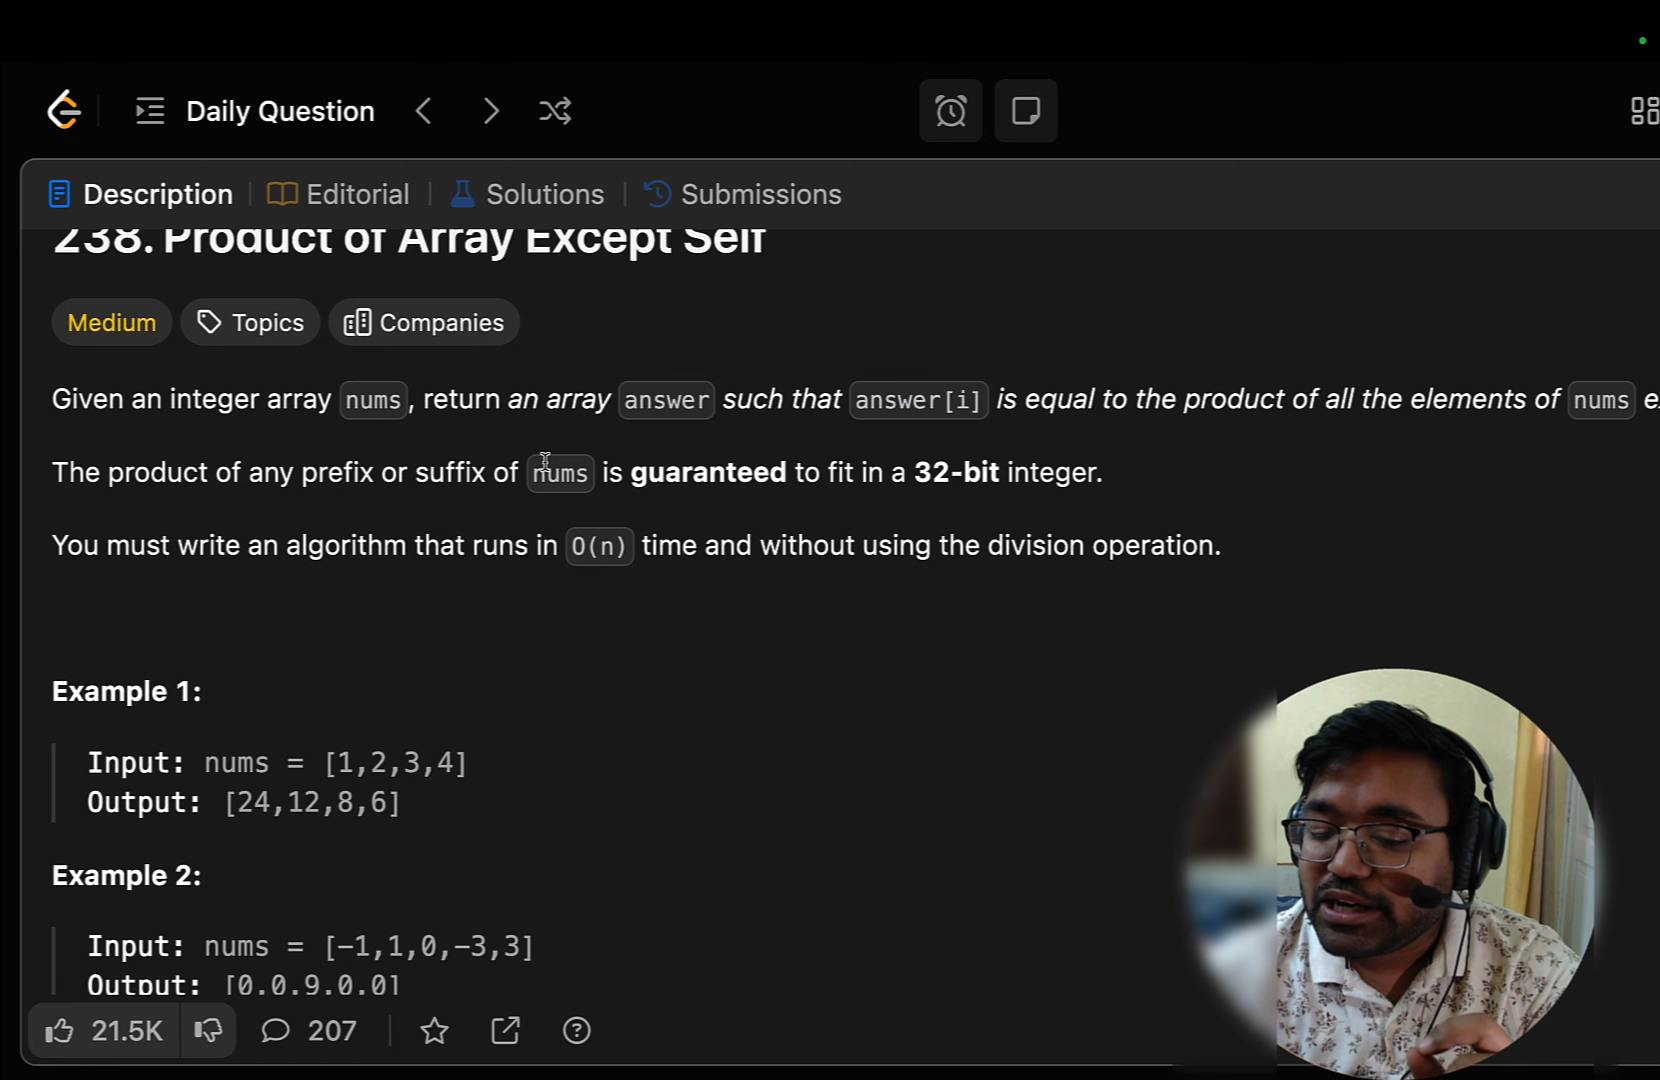 Daily Question
Description
Editorial
Solutions
Submissions
238. Product of Array Except Self
Medium
Topics
Companies
Given an integer array nums, return an array answer such that answer[i] is equal to the product of all the elements of nums
The product of any prefix or suffix of nums is guaranteed to fit in a 32-bit integer.
You must write an algorithm that runs in O(n) time and without using the division operation.
Example 1:
Input: nums = [1,2,3,4]
Output: [24,12,8,6]
Example 2:
Input: nums = [-1,1,0,-3,3]
Output: [0,0,9,0,0]
21.5K
207